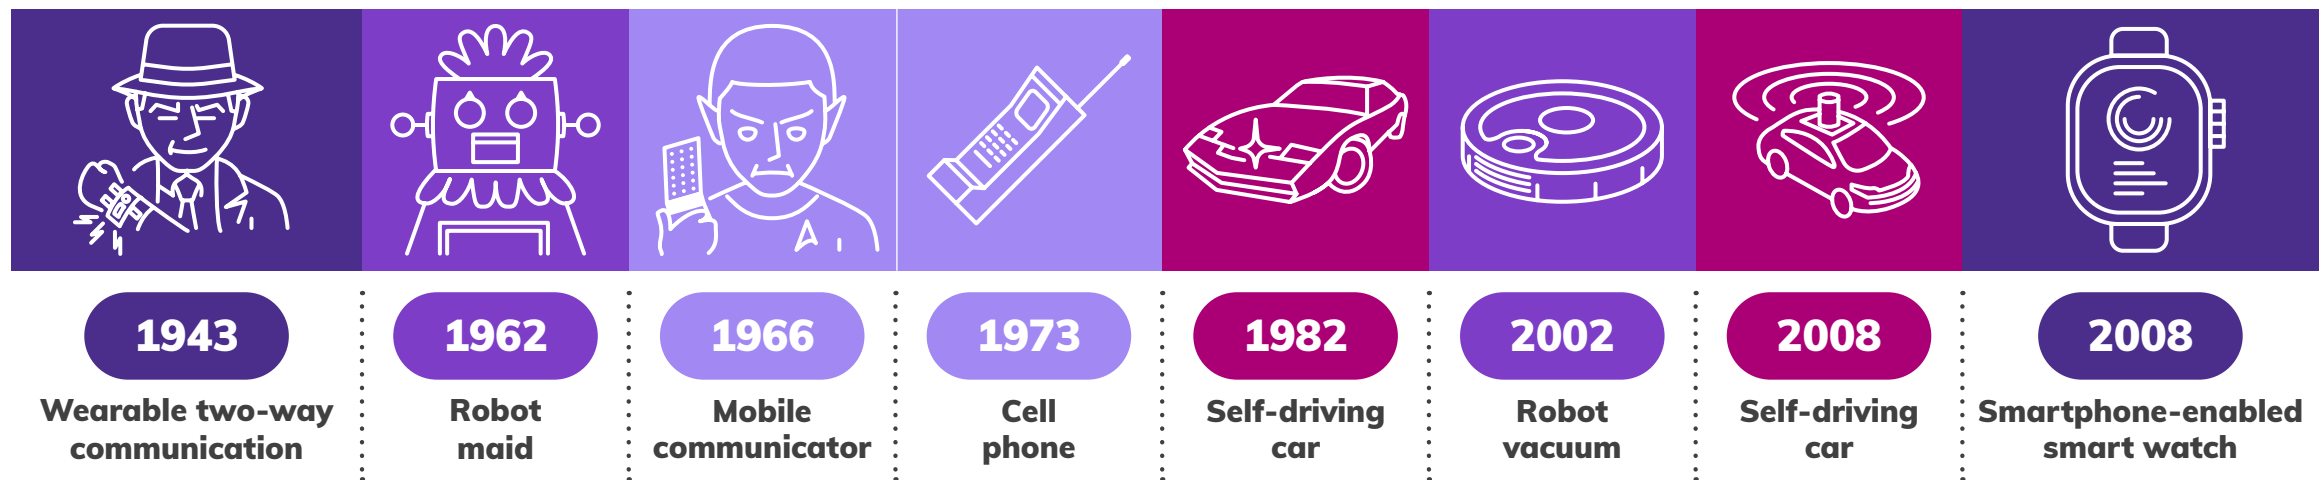 1943
Wearable two-way
communication
1962
Robot
maid
1966
Mobile
communicator
1973
Cell
phone
1982
Self-driving
car
2002
Robot
vacuum
2008
Self-driving
car
2008
Smartphone-enabled
smart watch